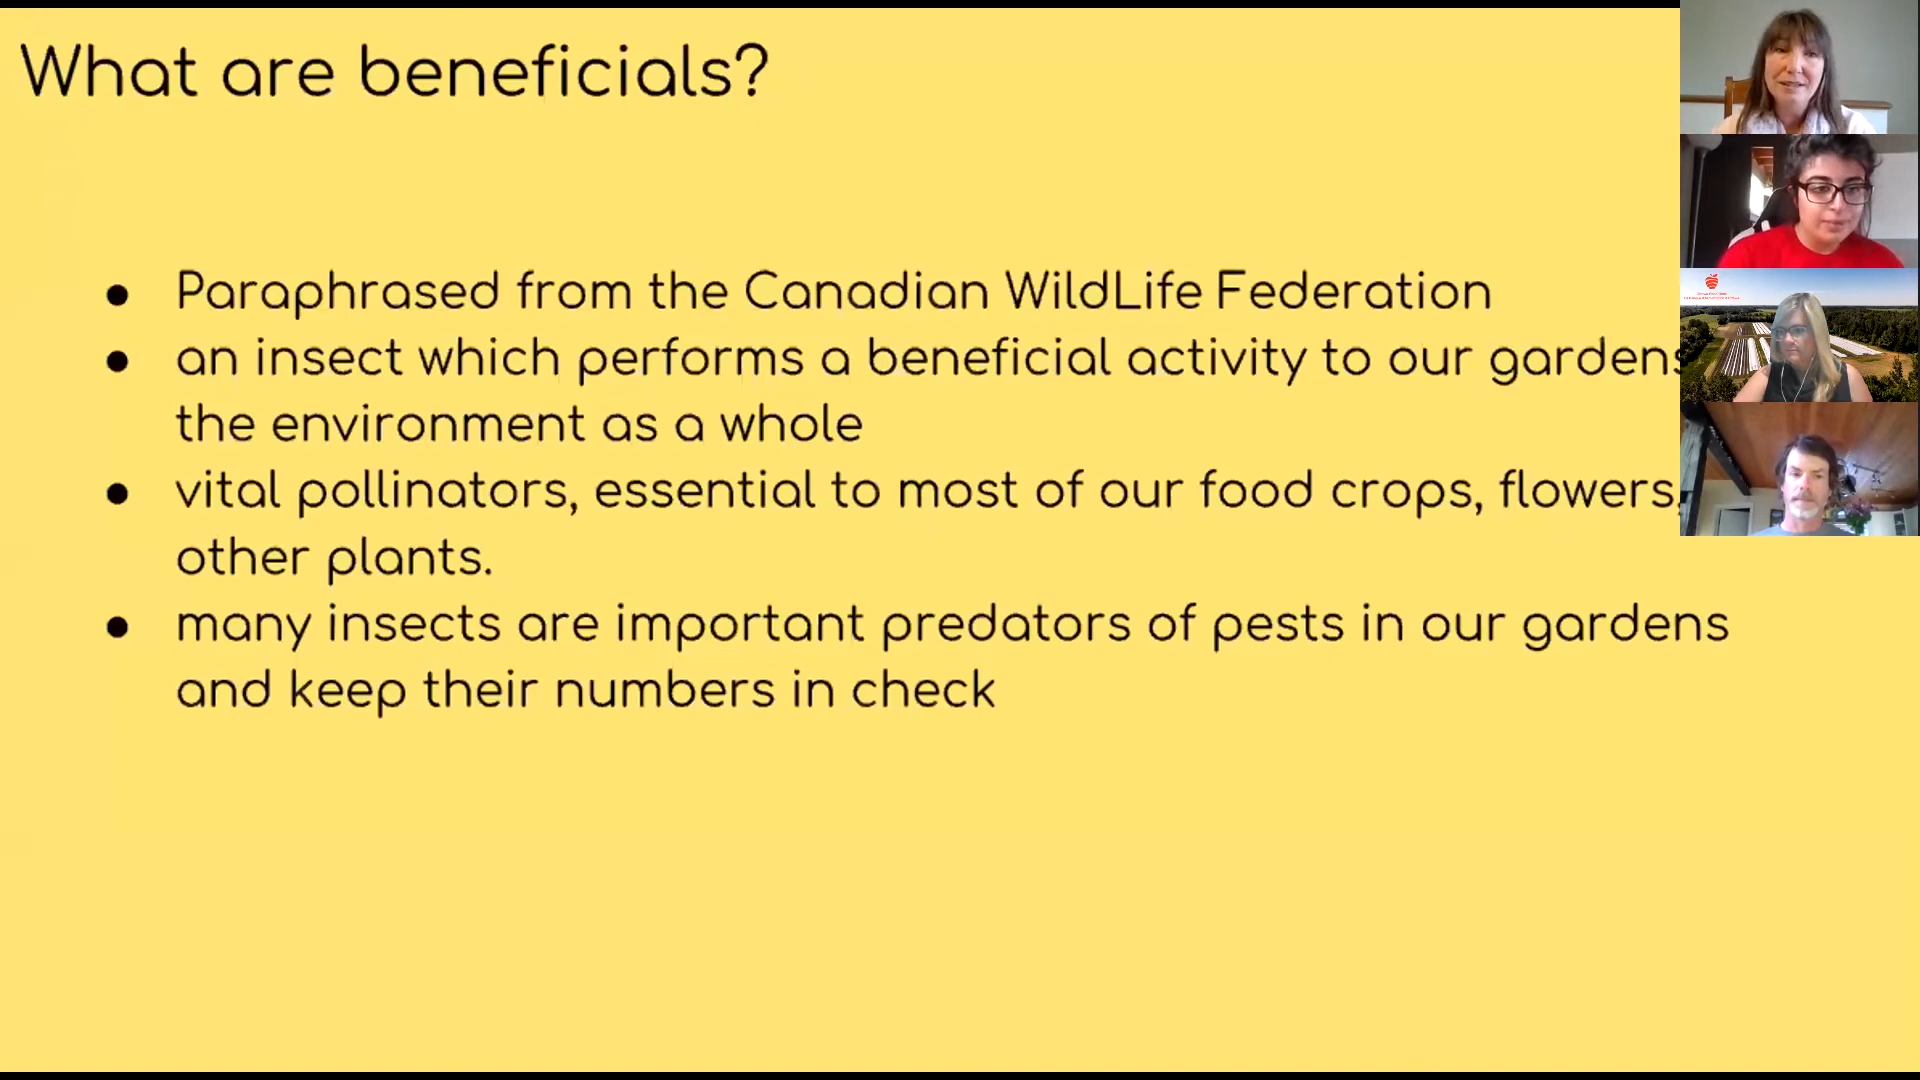 What are beneficials?
● Paraphrased from the Canadian WildLife Federation
● an insect which performs a beneficial activity to our gardens
the environment as a whole
● vital pollinators, essential to most of our food crops, flowers,
other plants.
● many insects are important predators of pests in our gardens
and keep their numbers in check